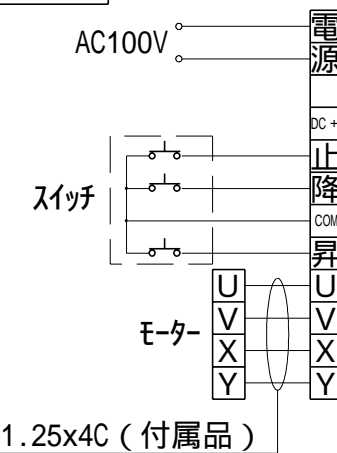 AC100V
電
源
DC +
止
降
COM
昇
スイッチ
モーター
U
V
X
Y
U
V
X
Y
1.25x4C（付属品）